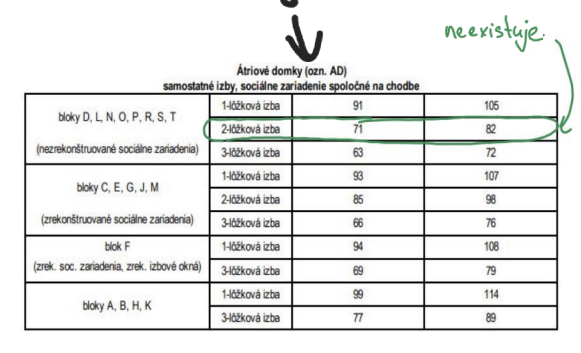 neexistuje.
Átriové domky (ozn. AD)
samostatné izby, sociálne zariadenie spoločné na chodbe
bloky D, L, N, O, P, R, S, T
(nezrekonštruované sociálne zariadenia)
1-lôžková izba 91 105
2-lôžková izba 71 82
3-lôžková izba 63 72
bloky C, E, G, J, M
(zrekonštruované sociálne zariadenia)
1-lôžková izba 93 107
2-lôžková izba 85 98
3-lôžková izba 66 76
blok F
(zrek. soc. zariadenia, zrek. izbové okná)
1-lôžková izba 94 108
3-lôžková izba 69 79
bloky A, B, H, K
1-lôžková izba 99 114
3-lôžková izba 77 89